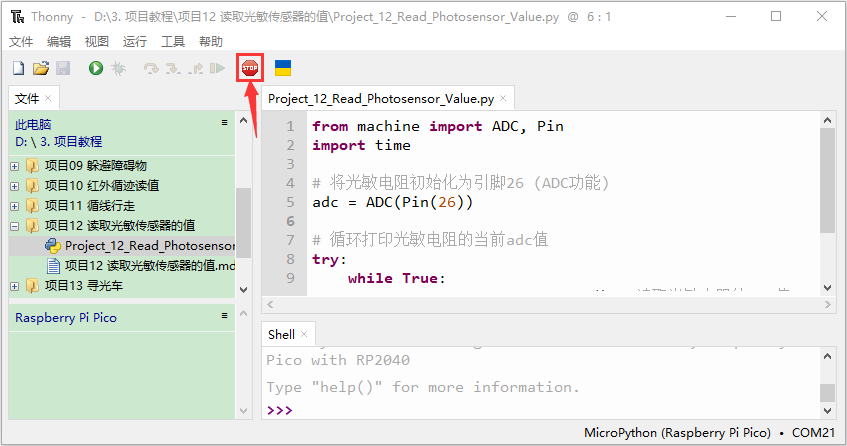 Thonny - D:\3. 项目教程\项目12 读取光敏传感器的值\Project_12_Read_Photosensor_Value.py @ 6 : 1
文件 编辑 视图 运行 工具 帮助
STOP
文件
此电脑
D: \ 3. 项目教程
项目09 躲避障碍物
项目10 红外循迹读值
项目11 循线行走
项目12 读取光敏传感器的值
Project_12_Read_Photosensor
项目12 读取光敏传感器的值.md
项目13 寻光车
Raspberry Pi Pico
Project_12_Read_Photosensor_Value.py
1 from machine import ADC, Pin
2 import time
3
4 # 将光敏电阻初始化为引脚26 (ADC功能)
5 adc = ADC(Pin(26))
6
7 # 循环打印光敏电阻的当前adc值
8 try:
9 while True:
Shell
Pico with RP2040
Type "help()" for more information.
>>>
MicroPython (Raspberry Pi Pico) • COM21